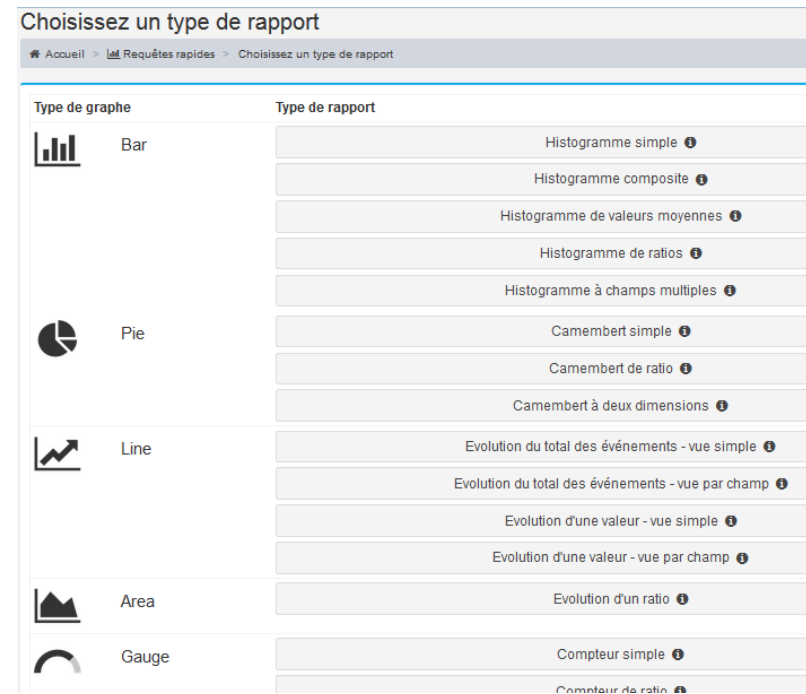 Choisissez un type de rapport
Accueil > Requêtes rapides > Choisissez un type de rapport
Type de graphe Type de rapport
Bar Histogramme simple
Histogramme composite
Histogramme de valeurs moyennes
Histogramme de ratios
Histogramme à champs multiples
Pie Camembert simple
Camembert de ratio
Camembert à deux dimensions
Line Evolution du total des événements - vue simple
Evolution du total des événements - vue par champ
Evolution d'une valeur - vue simple
Evolution d'une valeur - vue par champ
Area Evolution d'un ratio
Gauge Compteur simple
Compteur de ratio